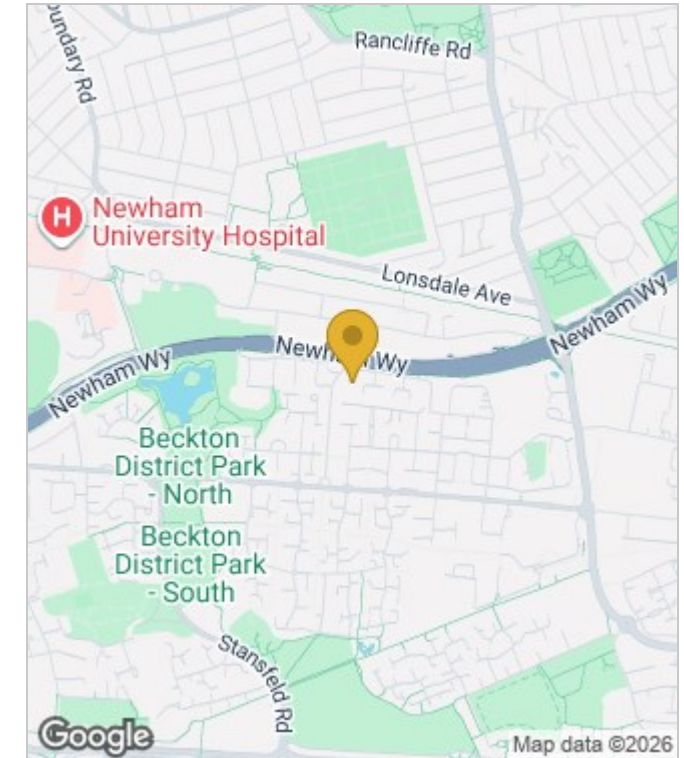 oundary Rd
Rancliffe Rd
H
Newham
University Hospital
Lonsdale Ave
Newham Wy
Newham Wy
Newham Wy
Beckton
District Park
- North
Beckton
District Park
- South
Stansfeld Rd
Google
Map data ©2026